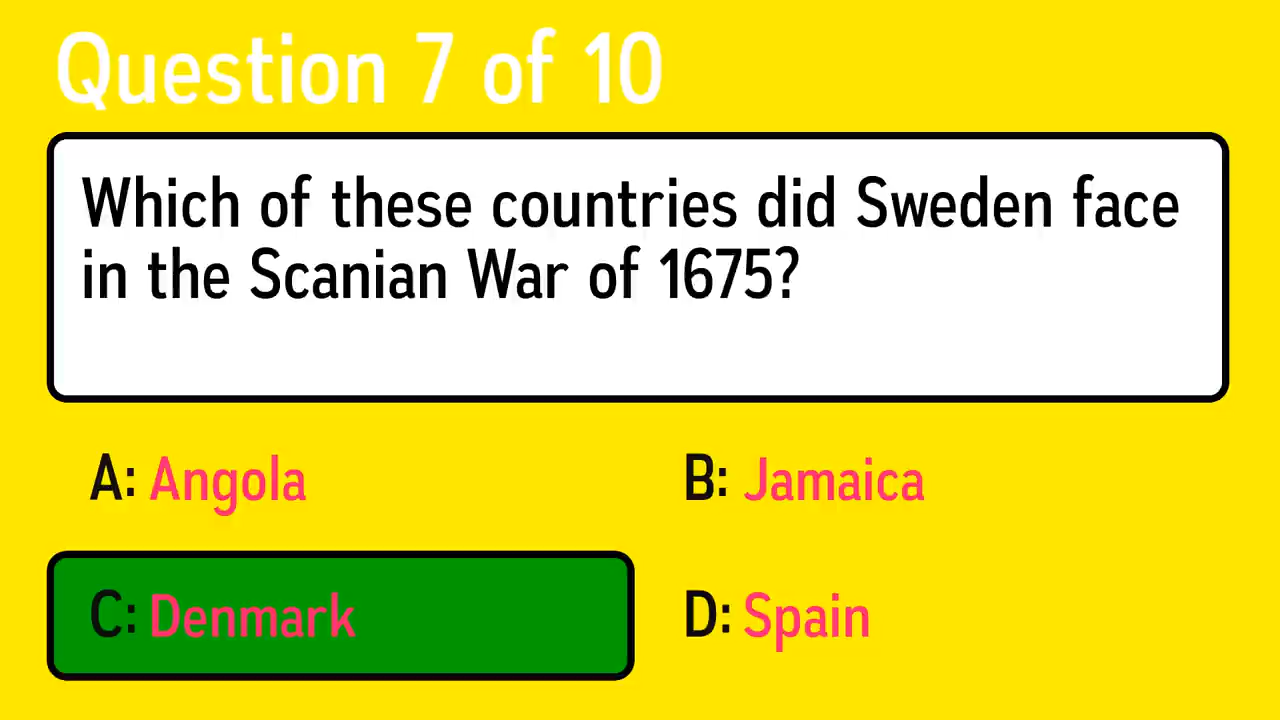 Question 7 of 10
Which of these countries did Sweden face
in the Scanian War of 1675?
A: Angola
B: Jamaica
C: Denmark
D: Spain